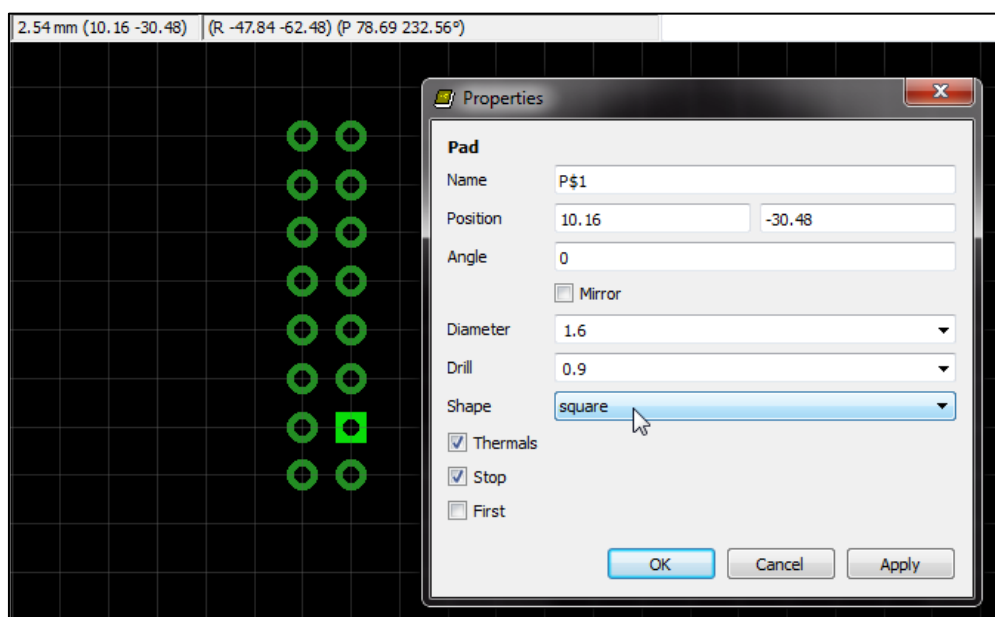 2.54 mm (10.16 -30.48) (R -47.84 -62.48) (P 78.69 232.56°)
Properties
Pad
Name P$1
Position 10.16 -30.48
Angle 0
Mirror
Diameter 1.6
Drill 0.9
Shape square
Thermals
Stop
First
OK Cancel Apply